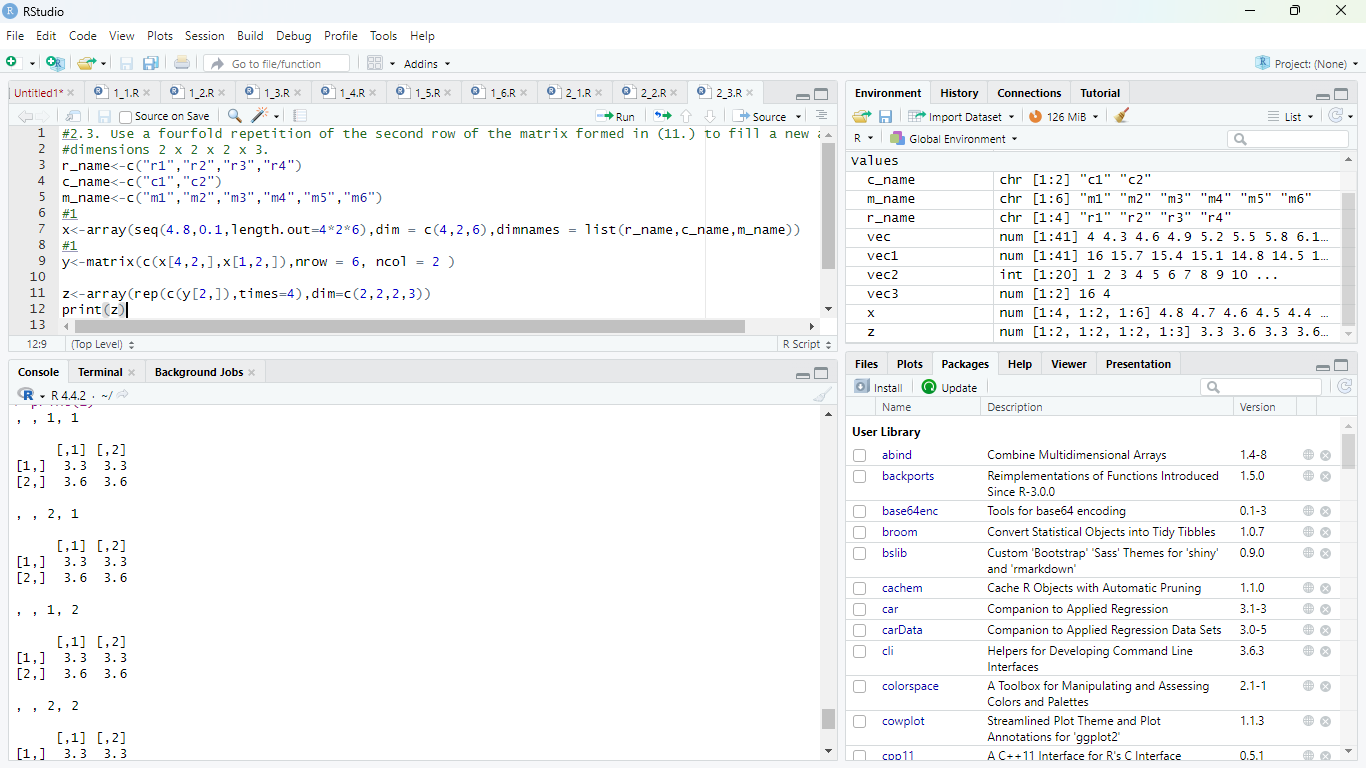 RStudio
File Edit Code View Plots Session Build Debug Profile Tools Help
Go to file/function Addins Project: (None)
Untitled1* 1_1.R 1_2.R 1_3.R 1_4.R 1_5.R 1_6.R 2_1.R 2_2.R 2_3.R
Source on Save Run Source
1 #2.3. Use a fourfold repetition of the second row of the matrix formed in (11.) to fill a new
2 #dimensions 2 x 2 x 2 x 3.
3 r_name<-c("r1","r2","r3","r4")
4 c_name<-c("c1","c2")
5 m_name<-c("m1","m2","m3","m4","m5","m6")
6 #1
7 x<-array(seq(4.8,0.1,length.out=4*2*6),dim = c(4,2,6),dimnames = list(r_name,c_name,m_name))
8 #1
9 y<-matrix(c(x[4,2,],x[1,2,]),nrow = 6, ncol = 2 )
10
11 z<-array(rep(c(y[2,]),times=4),dim=c(2,2,2,3))
12 print(z)
13
12:9 (Top Level) R Script
Console Terminal Background Jobs
R R 4.4.2 · ~/
, , 1, 1
[,1] [,2]
[1,] 3.3 3.3
[2,] 3.6 3.6
, , 2, 1
[,1] [,2]
[1,] 3.3 3.3
[2,] 3.6 3.6
, , 1, 2
[,1] [,2]
[1,] 3.3 3.3
[2,] 3.6 3.6
, , 2, 2
[,1] [,2]
[1,] 3.3 3.3
Environment History Connections Tutorial
Import Dataset 126 MiB List
R Global Environment
values
c_name chr [1:2] "c1" "c2"
m_name chr [1:6] "m1" "m2" "m3" "m4" "m5" "m6"
r_name chr [1:4] "r1" "r2" "r3" "r4"
vec num [1:41] 4 4.3 4.6 4.9 5.2 5.5 5.8 6.1…
vec1 num [1:41] 16 15.7 15.4 15.1 14.8 14.5 1…
vec2 int [1:20] 1 2 3 4 5 6 7 8 9 10 ...
vec3 num [1:2] 16 4
x num [1:4, 1:2, 1:6] 4.8 4.7 4.6 4.5 4.4 …
z num [1:2, 1:2, 1:2, 1:3] 3.3 3.6 3.3 3.6…
Files Plots Packages Help Viewer Presentation
Install Update
Name Description Version
User Library
abind Combine Multidimensional Arrays 1.4-8
backports Reimplementations of Functions Introduced 1.5.0
Since R-3.0.0
base64enc Tools for base64 encoding 0.1-3
broom Convert Statistical Objects into Tidy Tibbles 1.0.7
bslib Custom 'Bootstrap' 'Sass' Themes for 'shiny' 0.9.0
and 'rmarkdown'
cachem Cache R Objects with Automatic Pruning 1.1.0
car Companion to Applied Regression 3.1-3
carData Companion to Applied Regression Data Sets 3.0-5
cli Helpers for Developing Command Line 3.6.3
Interfaces
colorspace A Toolbox for Manipulating and Assessing 2.1-1
Colors and Palettes
cowplot Streamlined Plot Theme and Plot 1.1.3
Annotations for 'ggplot2'
cpp11 A C++11 Interface for R's C Interface 0.5.1